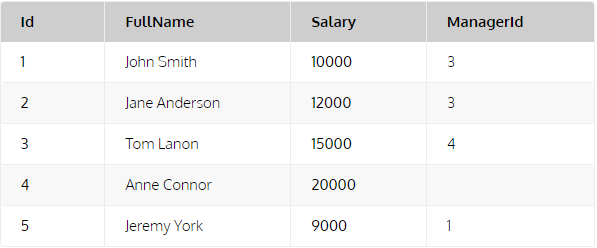 Id FullName Salary ManagerId
1 John Smith 10000 3
2 Jane Anderson 12000 3
3 Tom Lanon 15000 4
4 Anne Connor 20000
5 Jeremy York 9000 1